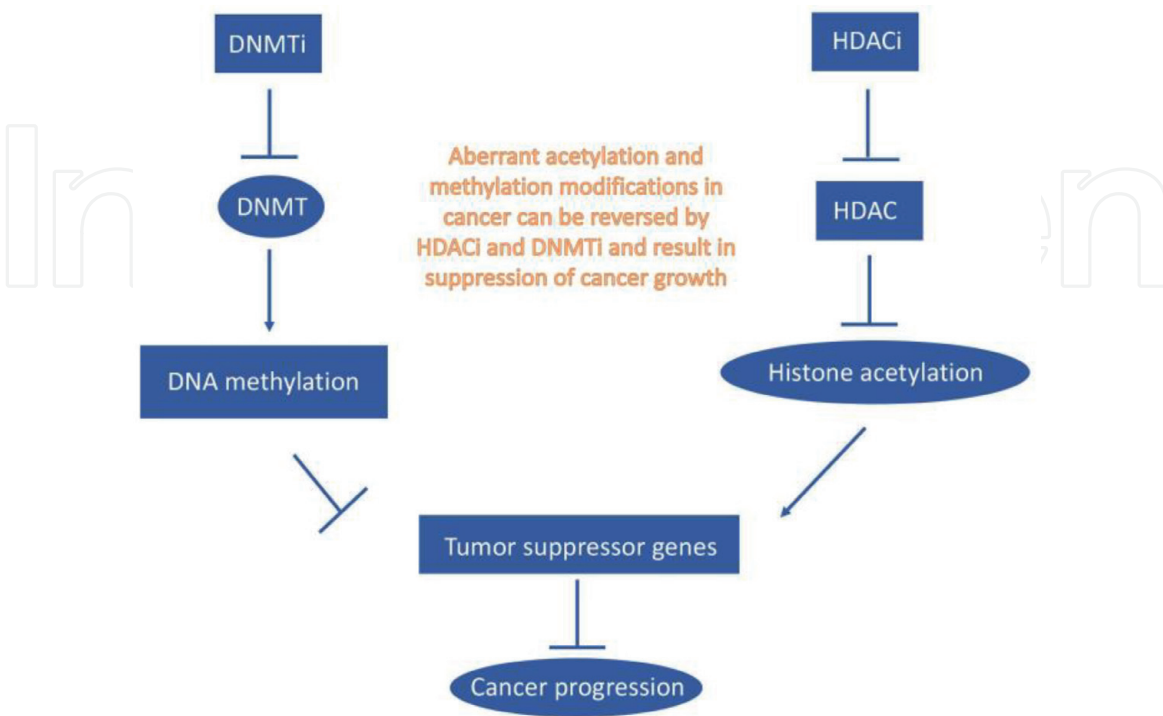 DNMTi
HDACi
Aberrant acetylation and
methylation modifications in
cancer can be reversed by
HDACi and DNMTi and result in
suppression of cancer growth
DNMT
HDAC
DNA methylation
Histone acetylation
Tumor suppressor genes
Cancer progression